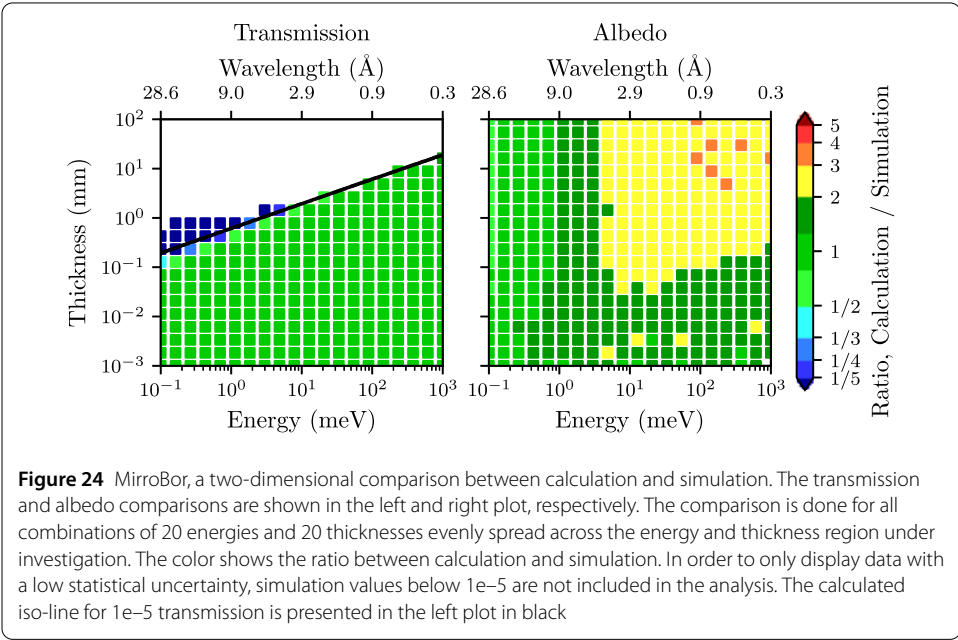 Transmission
Wavelength (Å)
28.6 9.0 2.9 0.9 0.3
Thickness (mm)
10² 10¹ 10⁰ 10⁻¹ 10⁻² 10⁻³
10⁻¹ 10⁰ 10¹ 10² 10³
Energy (meV)
Albedo
Wavelength (Å)
28.6 9.0 2.9 0.9 0.3
10⁻¹ 10⁰ 10¹ 10² 10³
Energy (meV)
5
4
3
2
1
1/2
1/3
1/4
1/5
Ratio, Calculation / Simulation
Figure 24 MirroBor, a two-dimensional comparison between calculation and simulation. The transmission
and albedo comparisons are shown in the left and right plot, respectively. The comparison is done for all
combinations of 20 energies and 20 thicknesses evenly spread across the energy and thickness region under
investigation. The color shows the ratio between calculation and simulation. In order to only display data with
a low statistical uncertainty, simulation values below 1e–5 are not included in the analysis. The calculated
iso-line for 1e–5 transmission is presented in the left plot in black